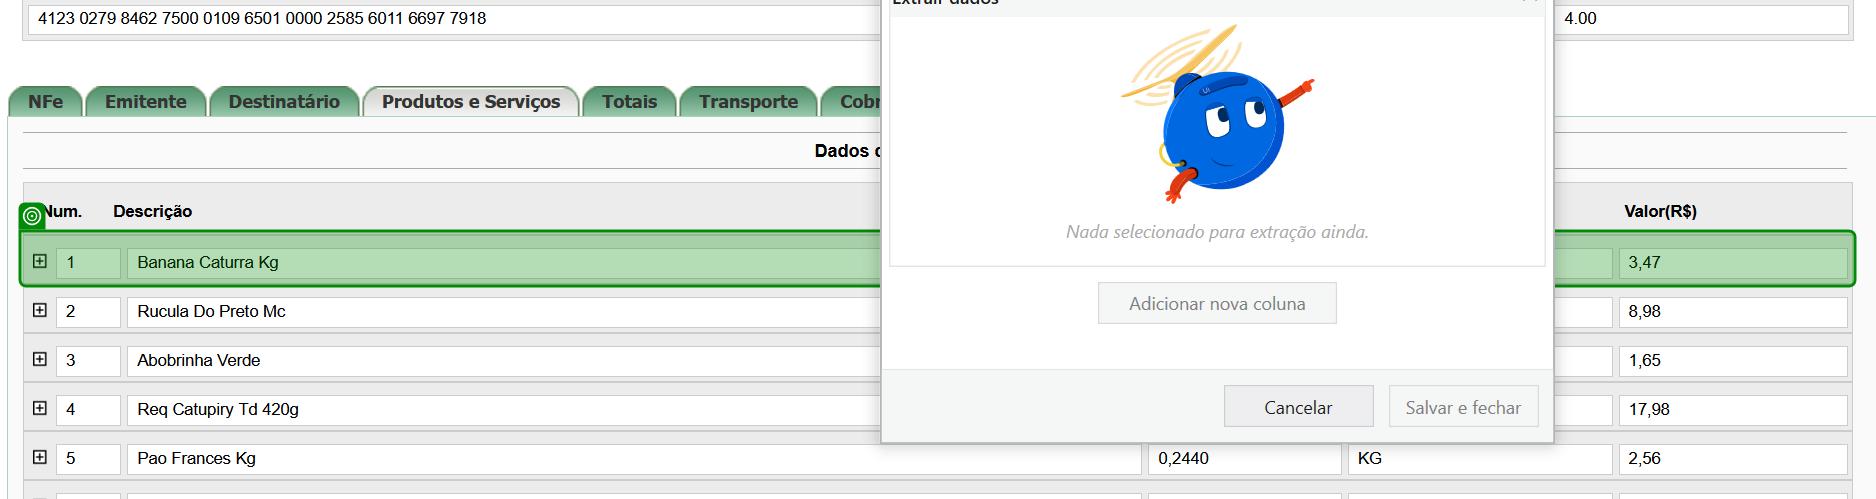 Extrair dados
4123 0279 8462 7500 0109 6501 0000 2585 6011 6697 7918
4.00
NFe Emitente Destinatário Produtos e Serviços Totais Transporte Cobr
Dados
Num. Descrição Valor(R$)
1 Banana Caturra Kg 3,47
2 Rucula Do Preto Mc 8,98
3 Abobrinha Verde 1,65
4 Req Catupiry Td 420g 17,98
5 Pao Frances Kg 0,2440 KG 2,56
Ui
Nada selecionado para extração ainda.
Adicionar nova coluna
Cancelar Salvar e fechar